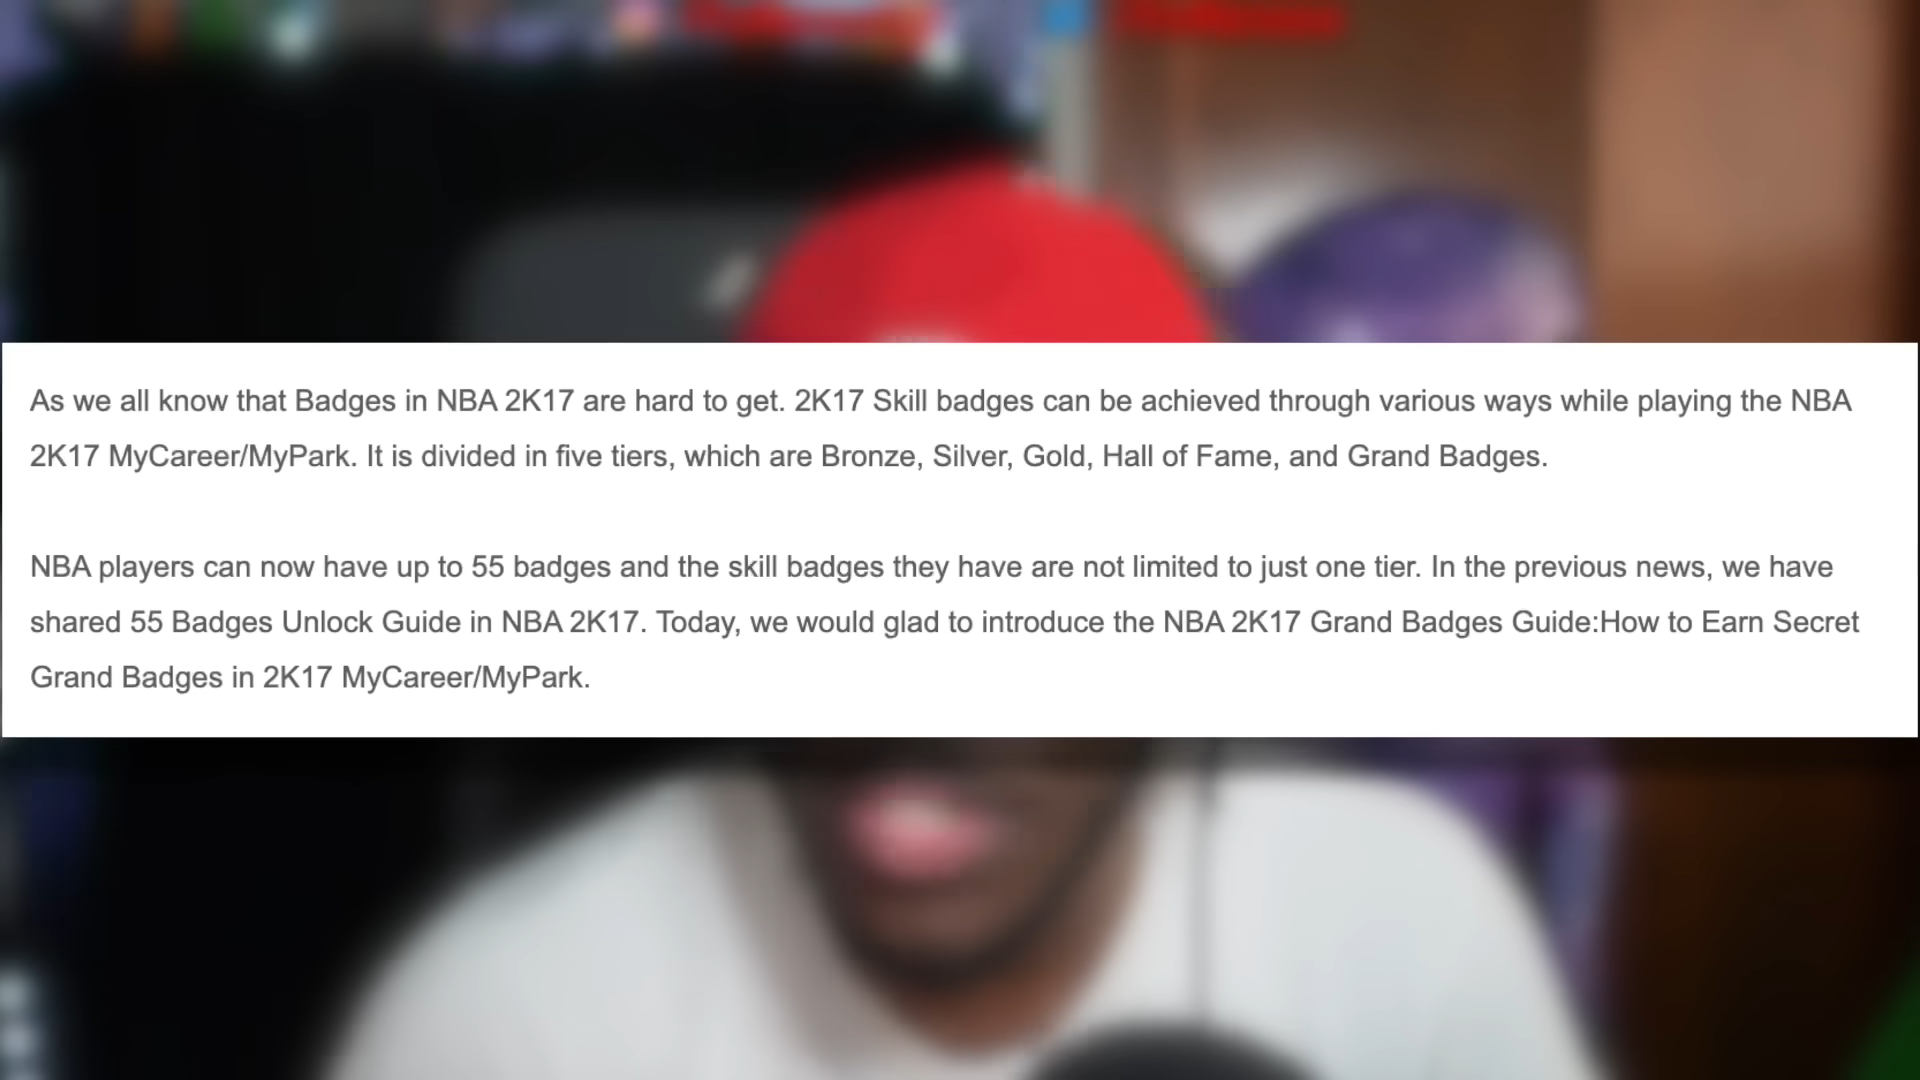 As we all know that Badges in NBA 2K17 are hard to get. 2K17 Skill badges can be achieved through various ways while playing the NBA
2K17 MyCareer/MyPark. It is divided in five tiers, which are Bronze, Silver, Gold, Hall of Fame, and Grand Badges.
NBA players can now have up to 55 badges and the skill badges they have are not limited to just one tier. In the previous news, we have
shared 55 Badges Unlock Guide in NBA 2K17. Today, we would glad to introduce the NBA 2K17 Grand Badges Guide:How to Earn Secret
Grand Badges in 2K17 MyCareer/MyPark.